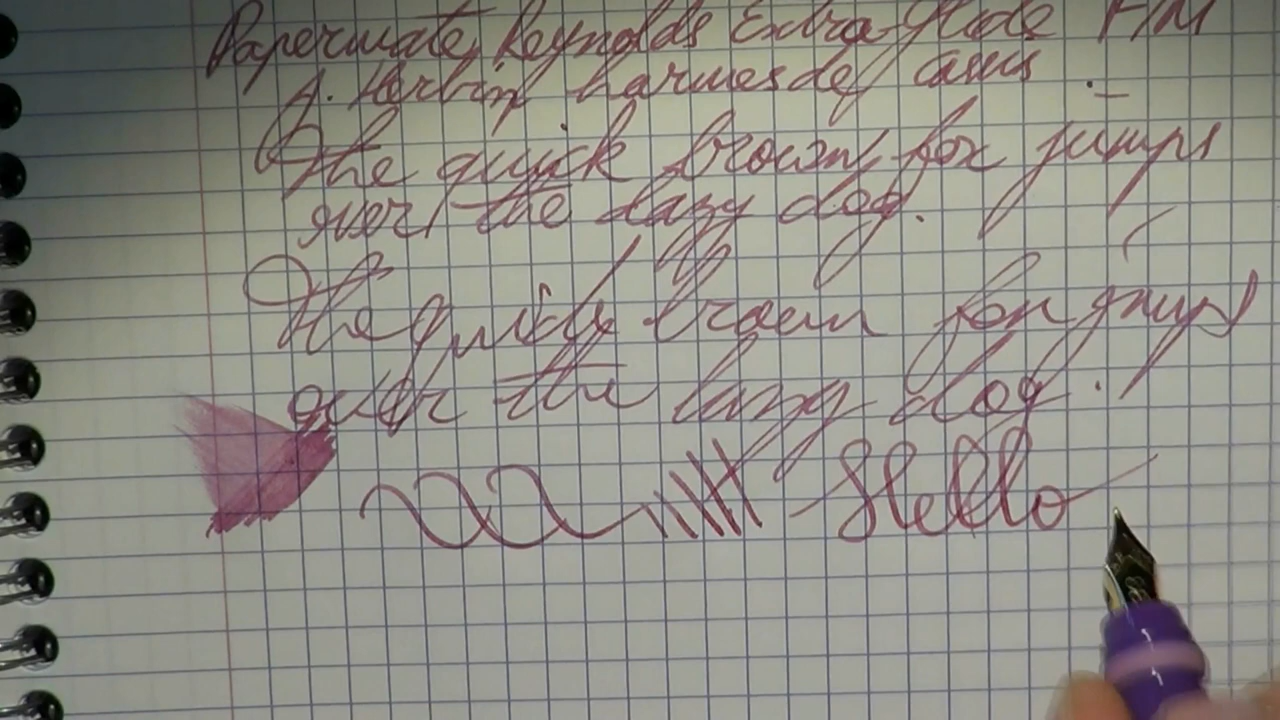 Papermate, Reynolds Extra-glide F/M
J. Herbin Larmes de Cassis :-
The quick brown fox jumps
over the lazy dog.
The quick brown fox jumps
over the lazy dog.
Hello